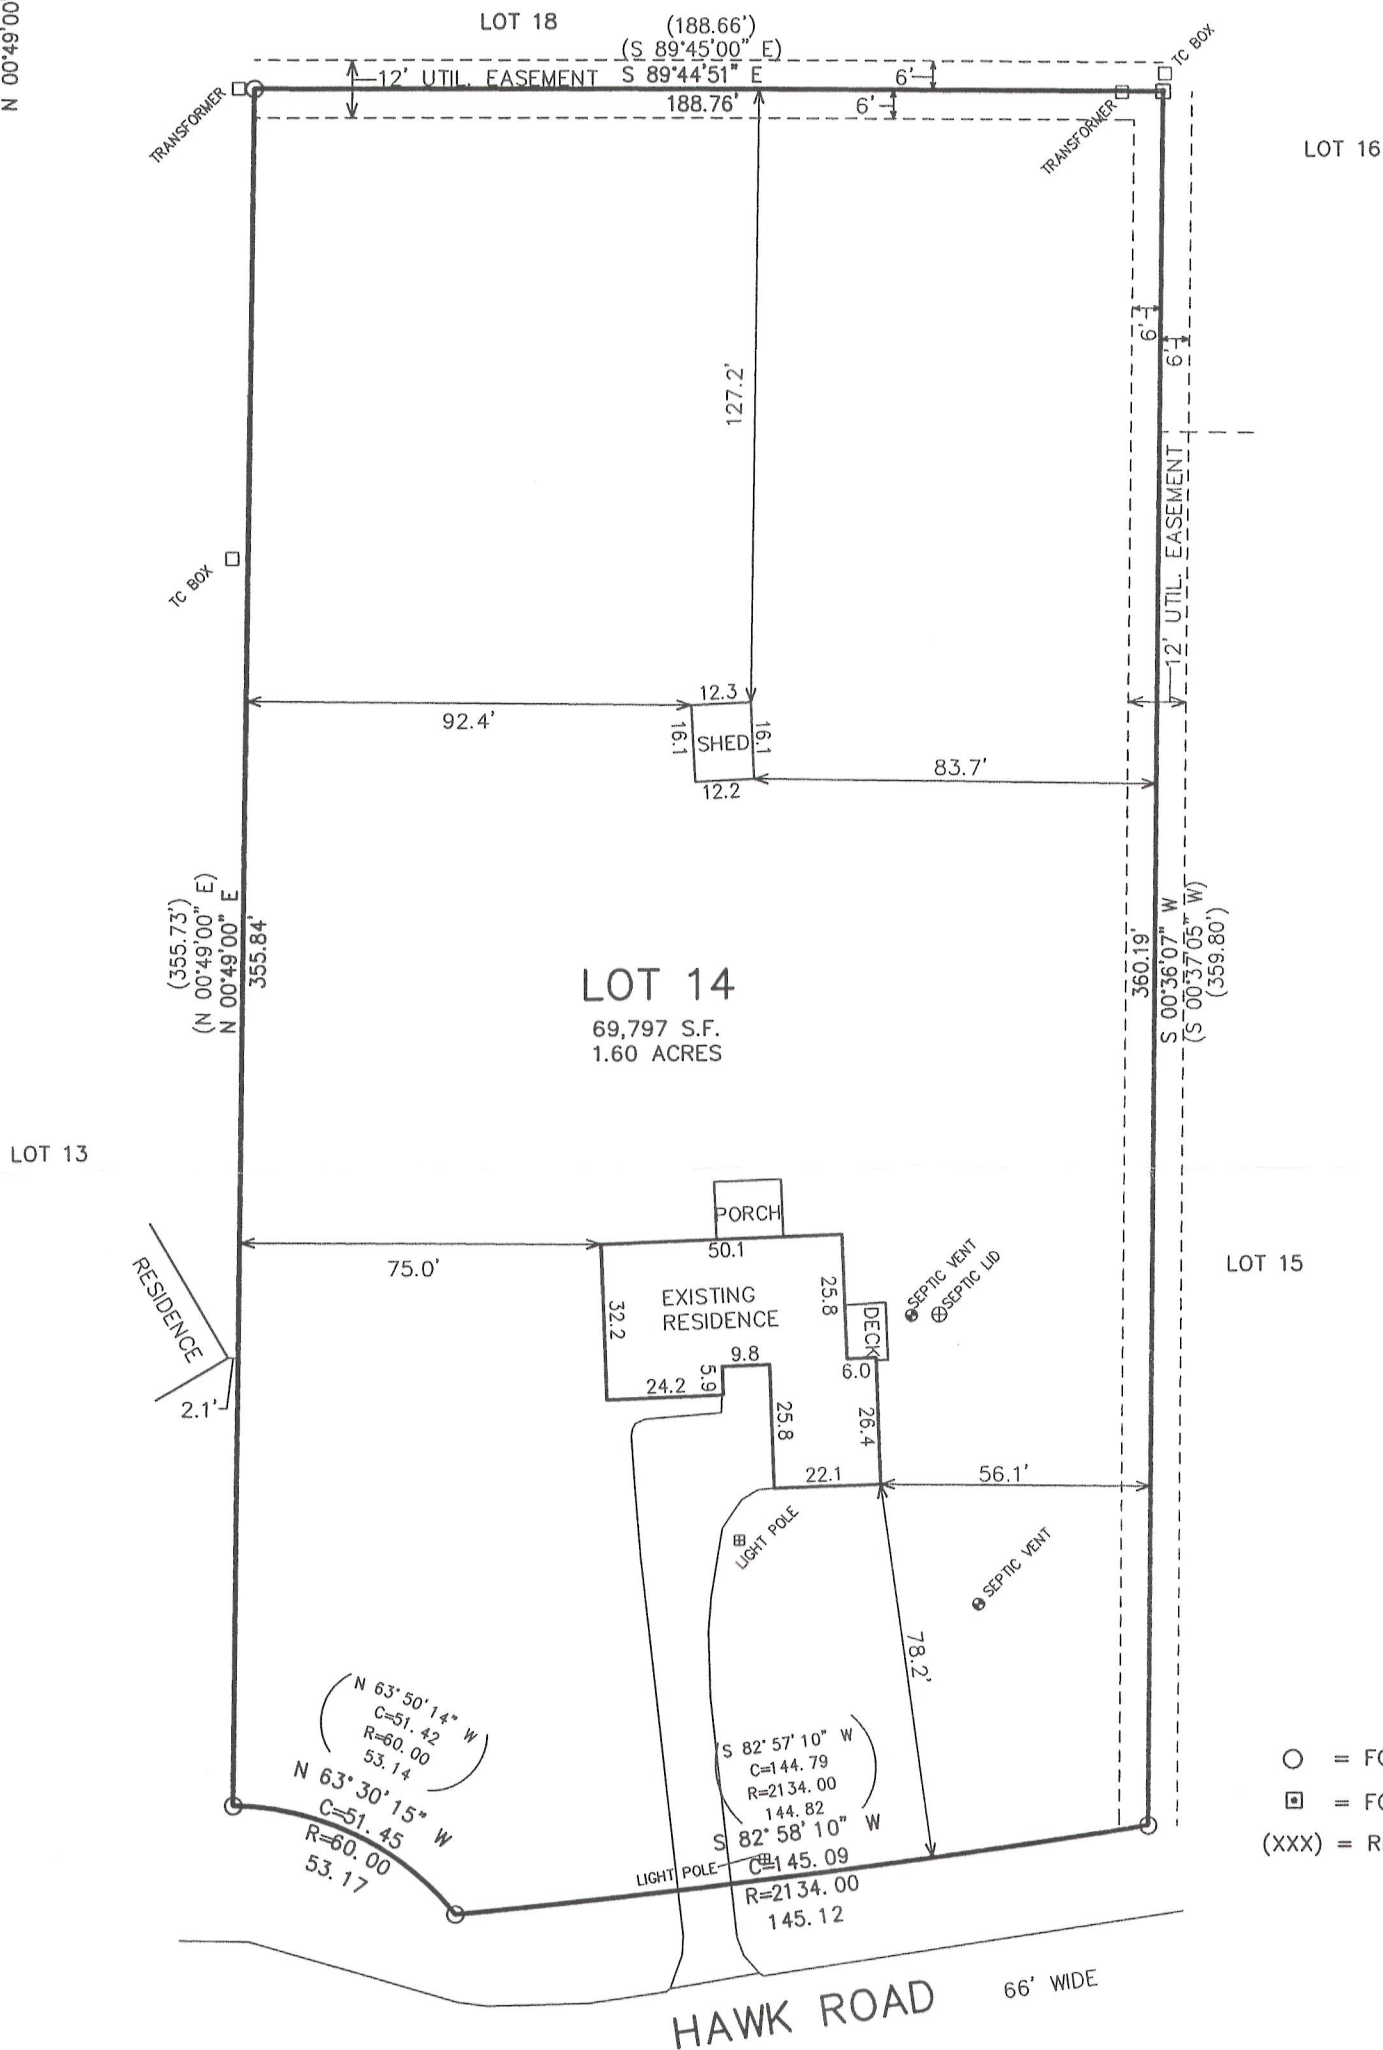 N 00°49'00"
LOT 18
(188.66')
(S 89°45'00" E)
12' UTIL. EASEMENT
S 89°44'51" E
188.76'
6'
6'
TC BOX
TRANSFORMER
TRANSFORMER
LOT 16
6'
6'
127.2'
12' UTIL. EASEMENT
TC BOX
92.4'
12.3
16.1
SHED
16.1
12.2
83.7'
(355.73')
(N 00°49'00" E)
N 00°49'00" E
355.84'
LOT 14
69,797 S.F.
1.60 ACRES
360.19'
S 00°36'07" W
(S 00°37'05" W)
(359.80')
LOT 13
PORCH
50.1
75.0'
EXISTING
RESIDENCE
32.2
25.8
DECK
SEPTIC VENT
SEPTIC LID
LOT 15
RESIDENCE
2.1'
9.8
5.9
24.2
6.0
25.8
26.4
22.1
56.1'
LIGHT POLE
SEPTIC VENT
78.2'
N 63°50'14" W
C=51.42
R=60.00
53.14
N 63°30'15" W
C=51.45
R=60.00
53.17
S 82°57'10" W
C=144.79
R=2134.00
144.82
S 82°58'10" W
C=145.09
R=2134.00
145.12
LIGHT POLE
= FO
= FO
(XXX) = R
HAWK ROAD
66' WIDE